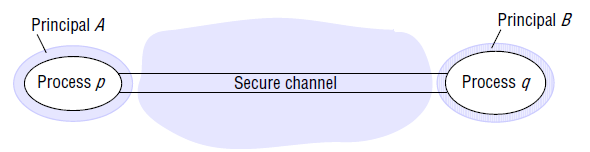 Principal A
Principal B
Process p
Secure channel
Process q